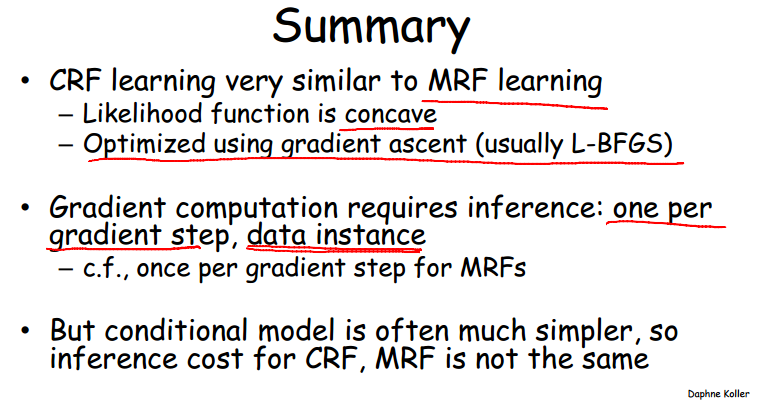 Summary
• CRF learning very similar to MRF learning
– Likelihood function is concave
– Optimized using gradient ascent (usually L-BFGS)
• Gradient computation requires inference: one per
gradient step, data instance
– c.f., once per gradient step for MRFs
• But conditional model is often much simpler, so
inference cost for CRF, MRF is not the same
Daphne Koller